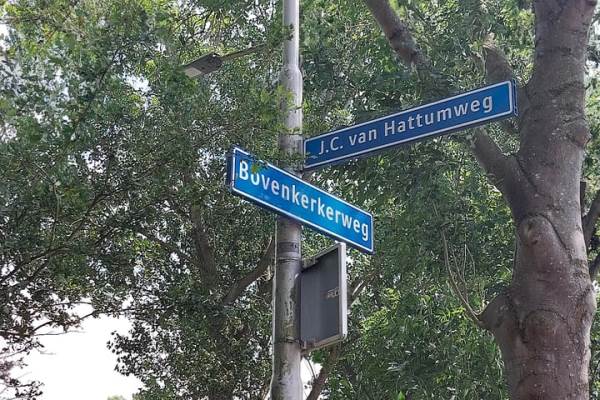 J.C. van Hattumweg
Bovenkerkerweg